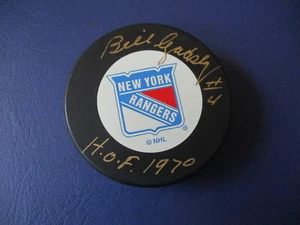 Bill Gadsby
#4
NEW YORK
RANGERS
© NHL
H.O.F. 1970